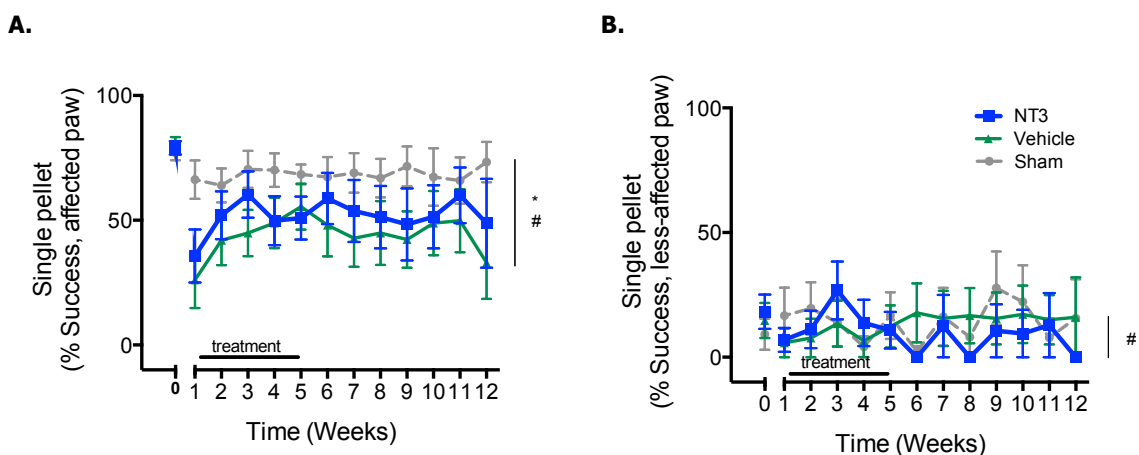 A.
B.
100
50
0
Single pellet
(% Success, affected paw)
treatment
0 1 2 3 4 5 6 7 8 9 10 11 12
Time (Weeks)
*
#
100
50
0
Single pellet
(% Success, less-affected paw)
NT3
Vehicle
Sham
treatment
0 1 2 3 4 5 6 7 8 9 10 11 12
Time (Weeks)
#